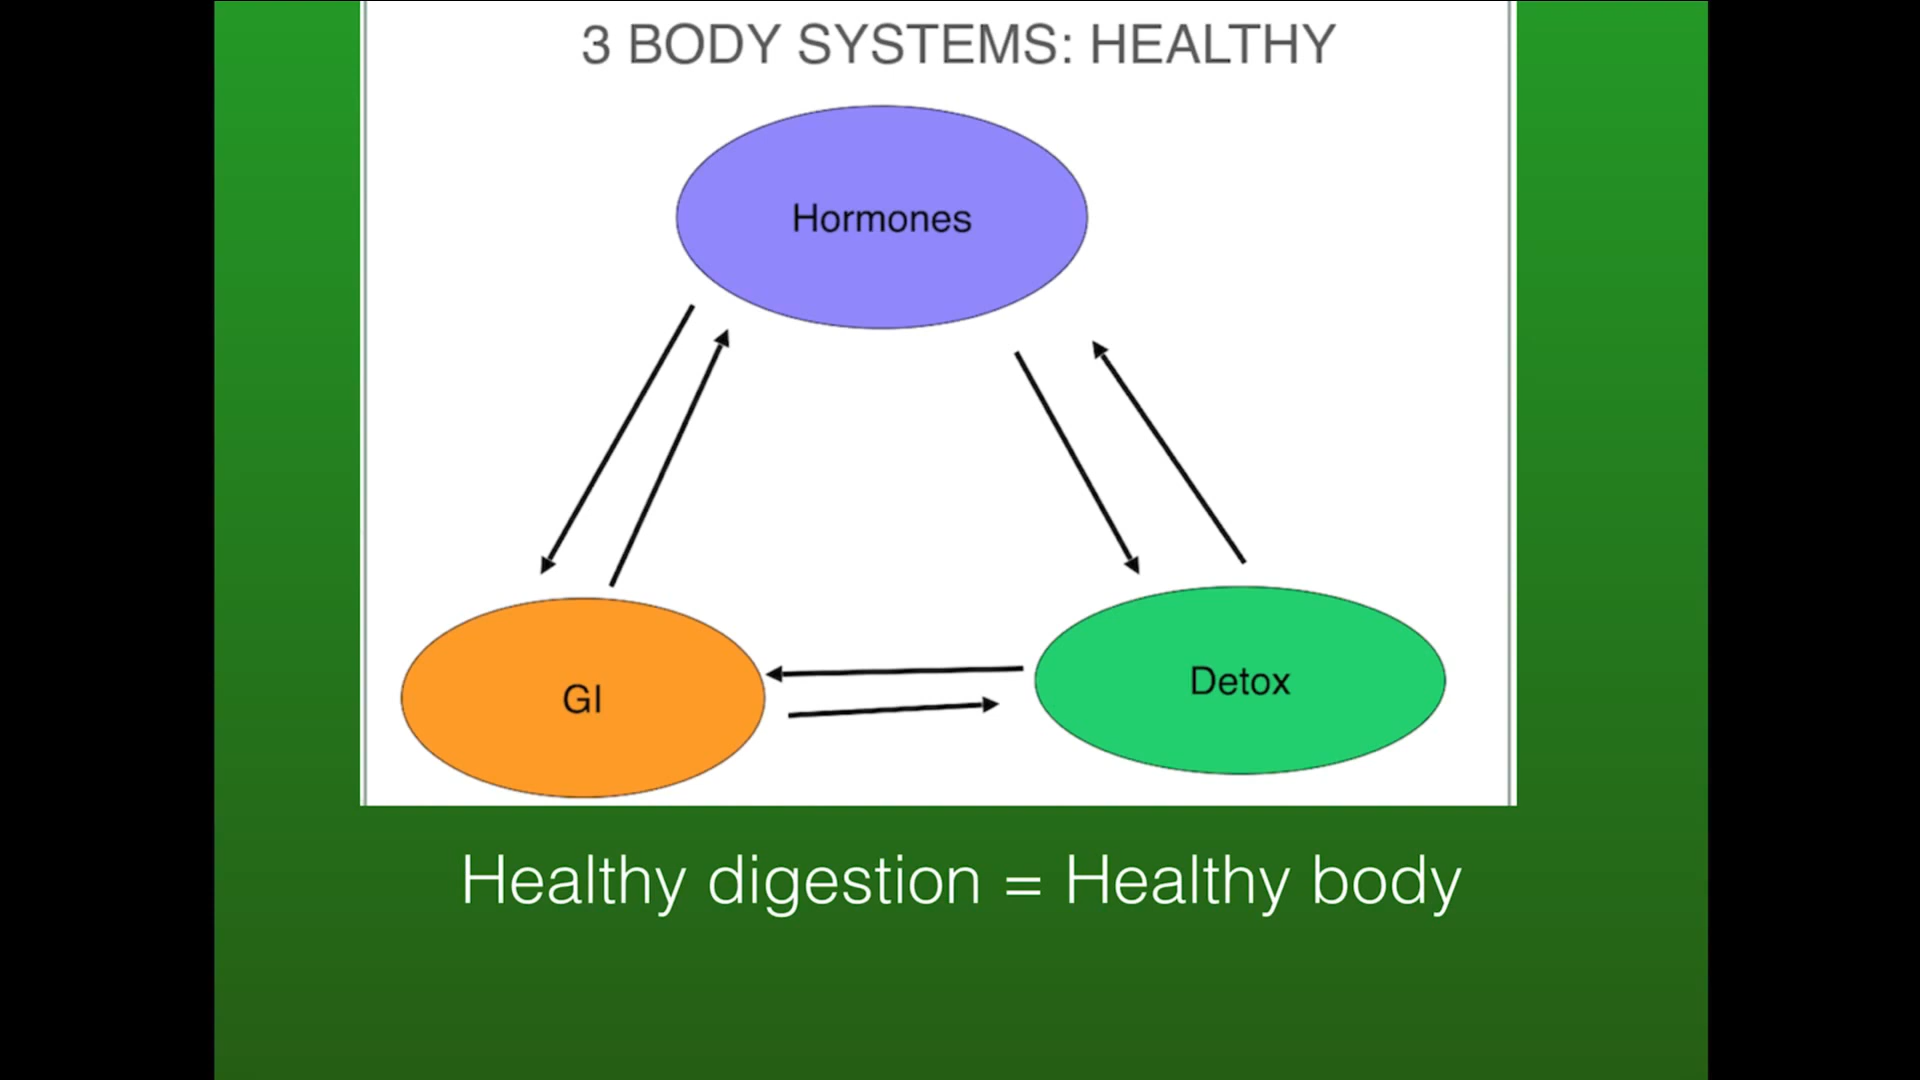 3 BODY SYSTEMS: HEALTHY
Hormones
GI
Detox
Healthy digestion = Healthy body